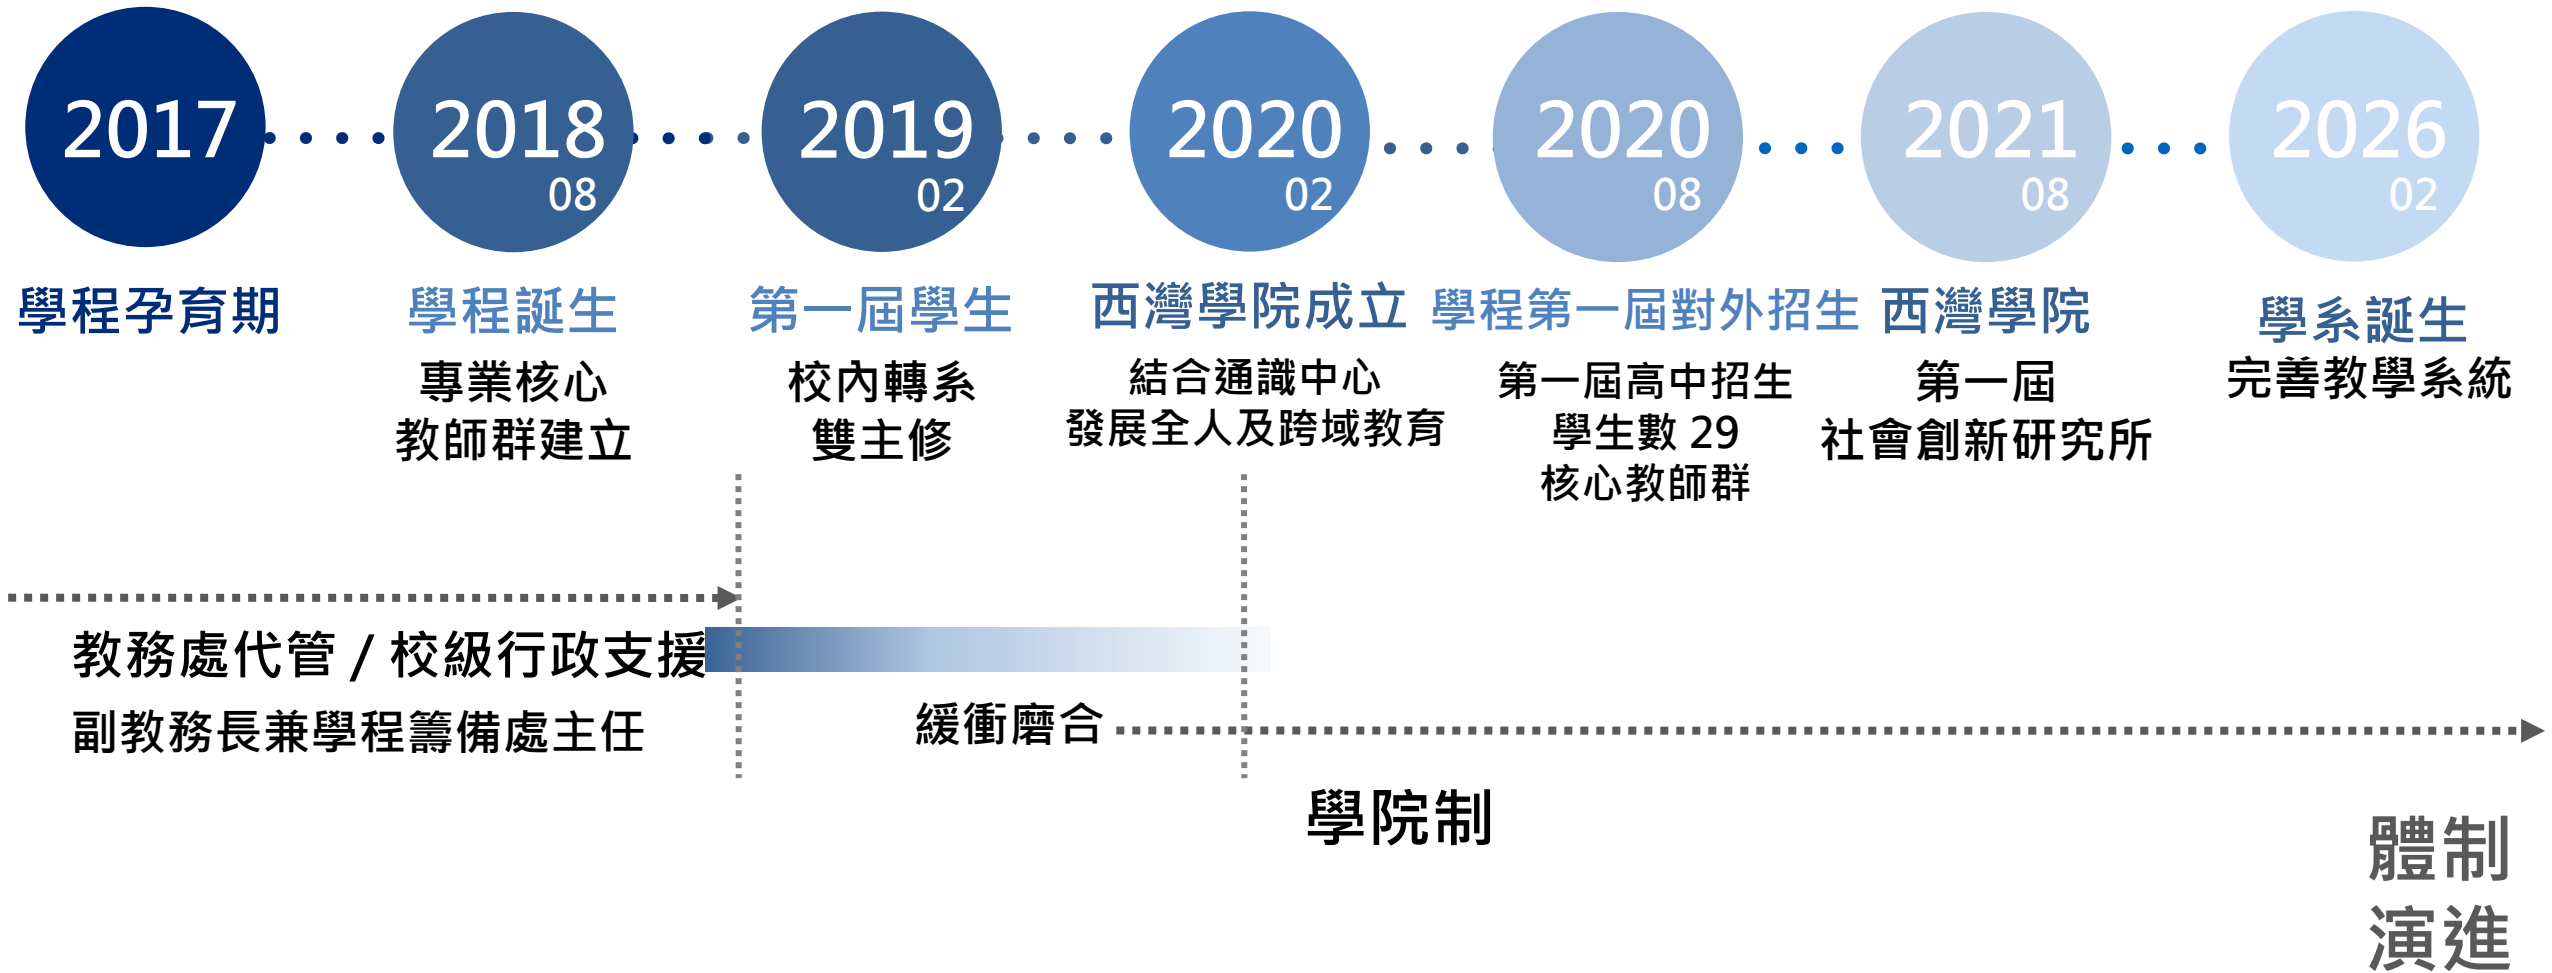 2017
學程孕育期
2018
08
學程誕生
專業核心
教師群建立
2019
02
第一屆學生
校內轉系
雙主修
2020
02
西灣學院成立
結合通識中心
發展全人及跨域教育
2020
08
學程第一屆對外招生
第一屆高中招生
學生數 29
核心教師群
2021
08
西灣學院
第一屆
社會創新研究所
2026
02
學系誕生
完善教學系統
教務處代管 / 校級行政支援
副教務長兼學程籌備處主任
緩衝磨合
學院制
體制
演進